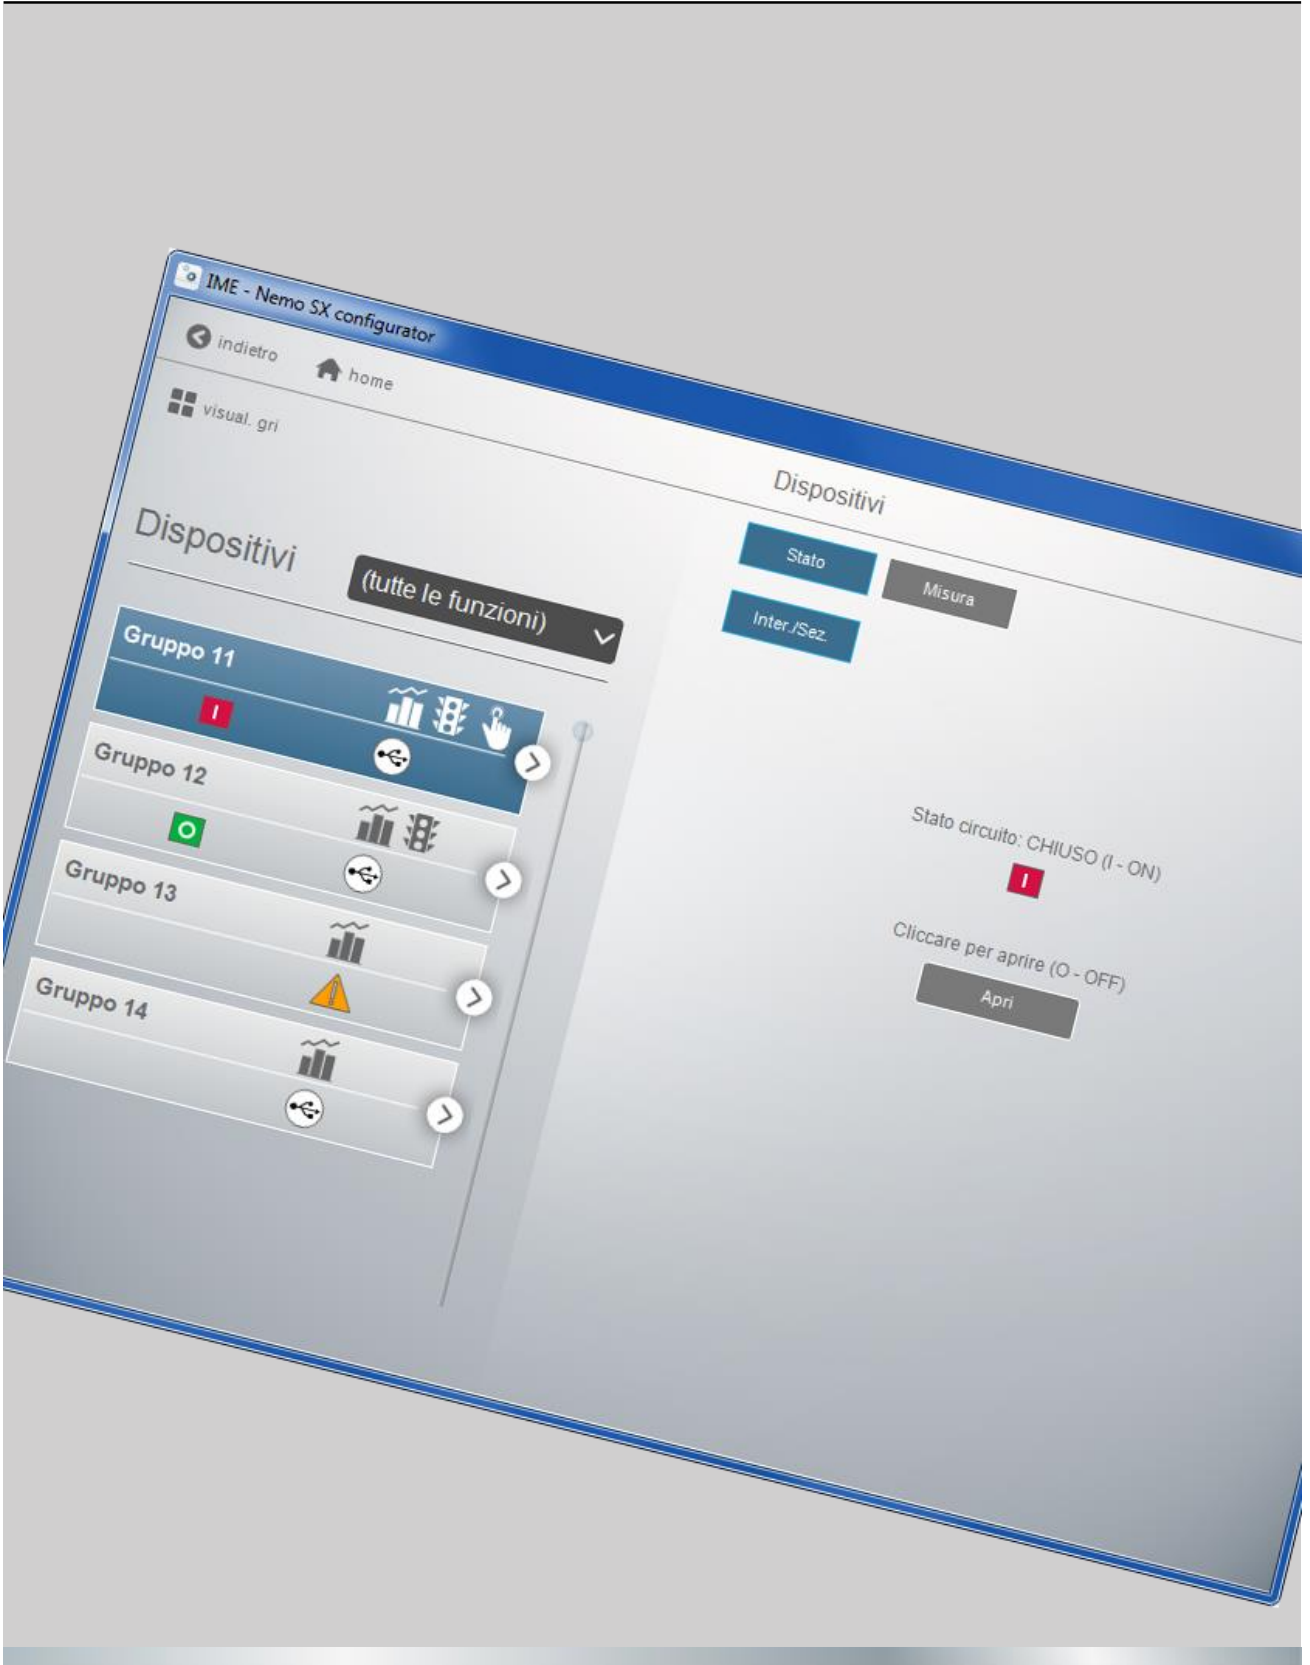 IME - Nemo SX configurator
indietro
home
visual. gri
Dispositivi
Dispositivi
(tutte le funzioni)
Gruppo 11
I
Gruppo 12
O
Gruppo 13
Gruppo 14
Stato
Misura
Inter./Sez.
Stato circuito: CHIUSO (I - ON)
I
Cliccare per aprire (O - OFF)
Apri